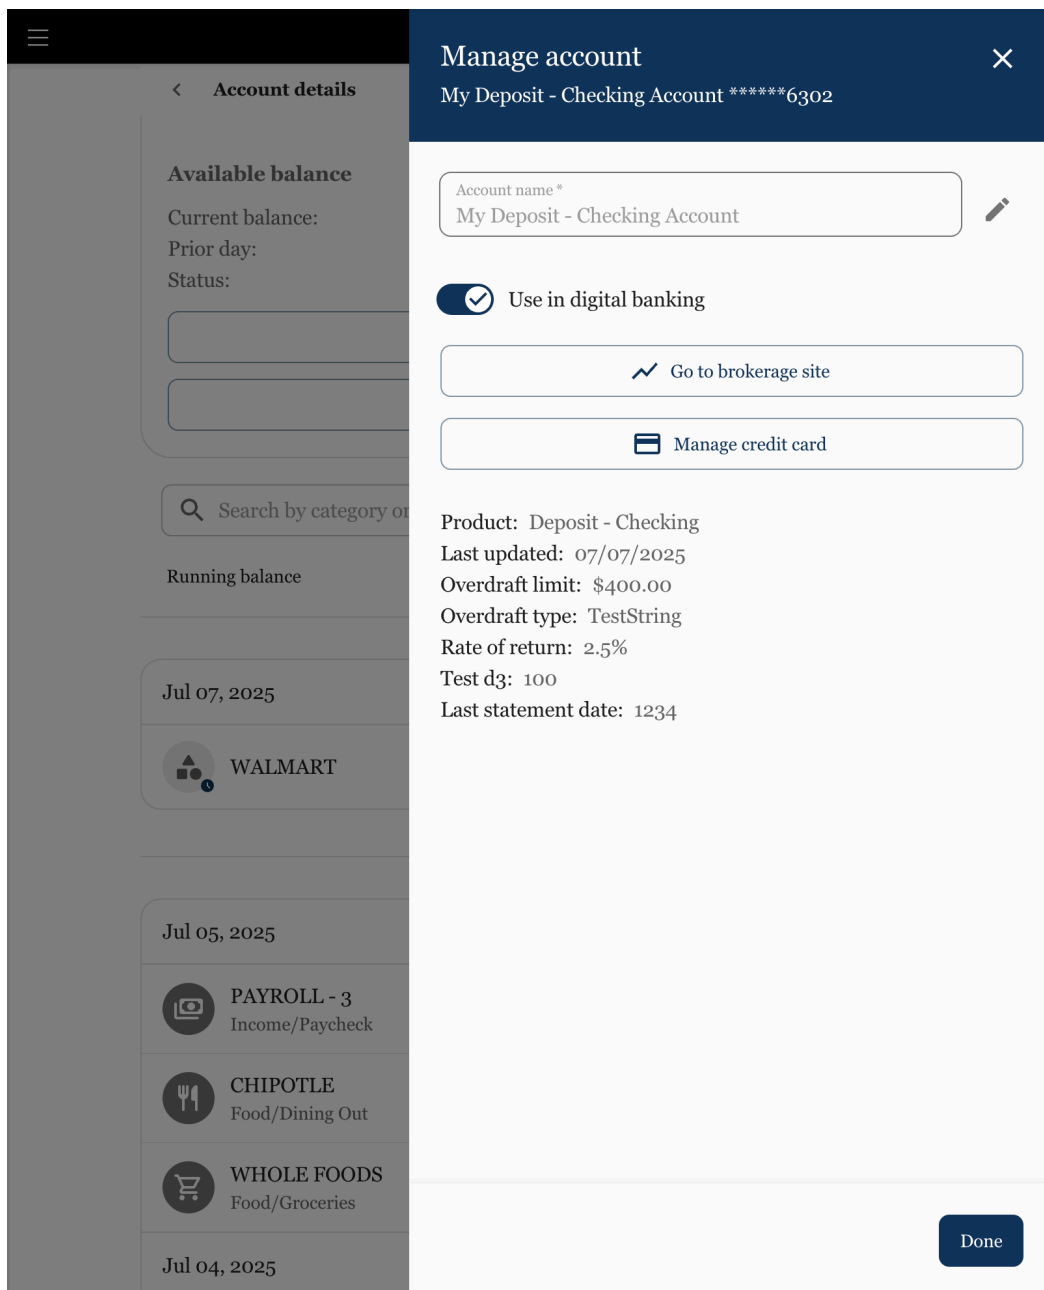 Account details
Available balance
Current balance:
Prior day:
Status:
Search by category or
Running balance
Jul 07, 2025
WALMART
Jul 05, 2025
PAYROLL - 3
Income/Paycheck
CHIPOTLE
Food/Dining Out
WHOLE FOODS
Food/Groceries
Jul 04, 2025
Manage account
My Deposit - Checking Account ******6302
Account name *
My Deposit - Checking Account
Use in digital banking
Go to brokerage site
Manage credit card
Product: Deposit - Checking
Last updated: 07/07/2025
Overdraft limit: $400.00
Overdraft type: TestString
Rate of return: 2.5%
Test d3: 100
Last statement date: 1234
Done